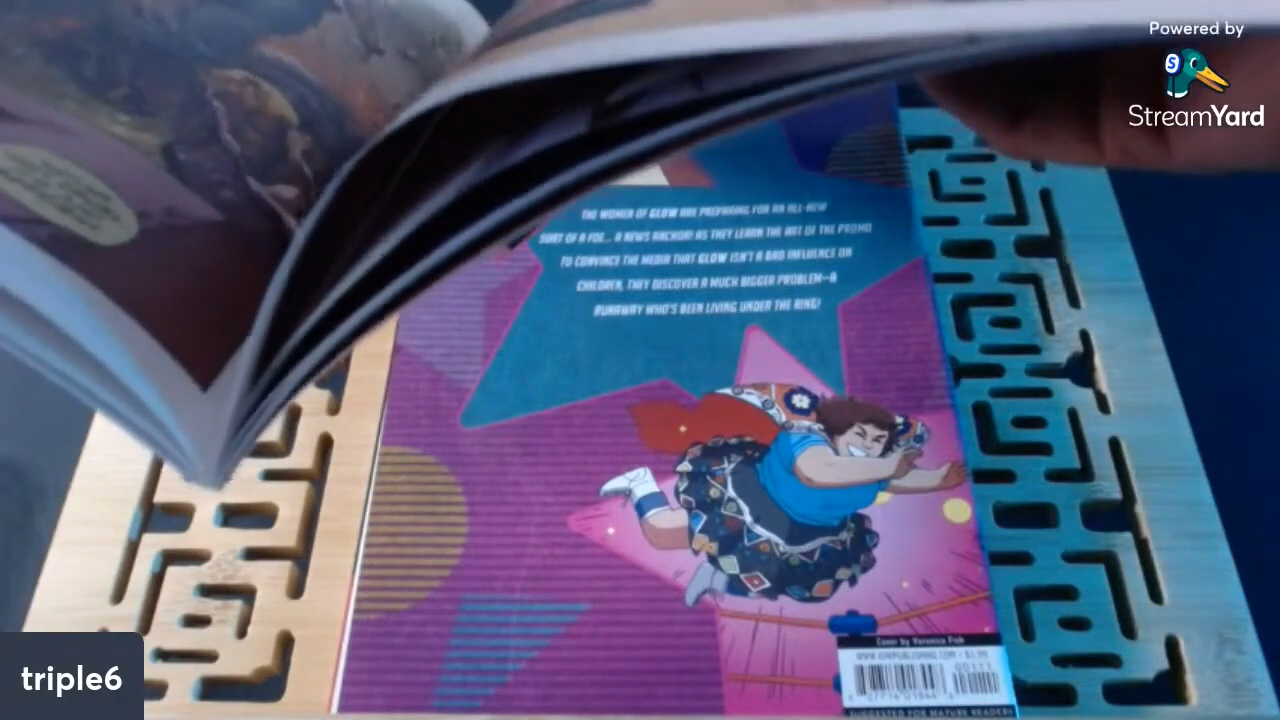 Powered by
StreamYard
THE WOMEN OF GLOW ARE PREPARING FOR AN ALL-NEW
SORT OF A FOE... A NEWS ANCHOR! AS THEY LEARN THE ART OF THE PROMO
TO CONVINCE THE MEDIA THAT GLOW ISN'T A BAD INFLUENCE ON
CHILDREN, THEY DISCOVER A MUCH BIGGER PROBLEM—A
RUNAWAY WHO'S BEEN LIVING UNDER THE RING!
Cover by Veronica Fish
WWW.IDWPUBLISHING.COM • $3.99
00111
SUGGESTED FOR MATURE READERS
triple6